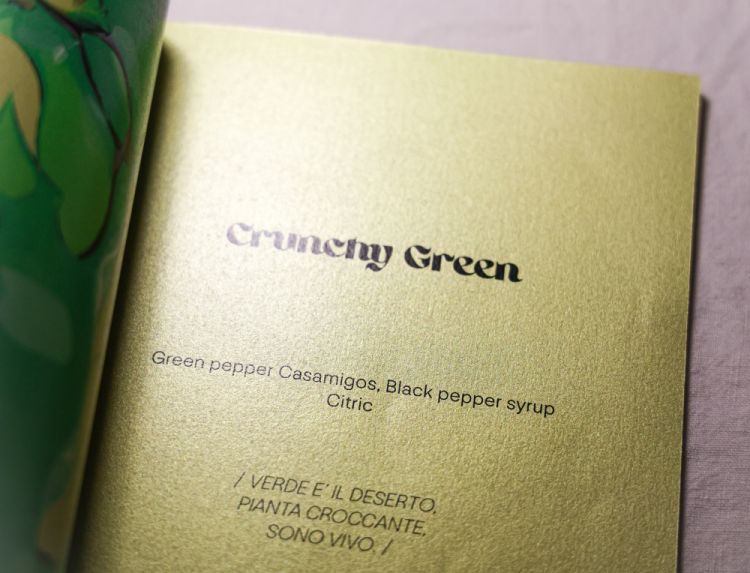 Crunchy Green
Green pepper Casamigos, Black pepper syrup
Citric
/ VERDE E' IL DESERTO,
PIANTA CROCCANTE,
SONO VIVO. /